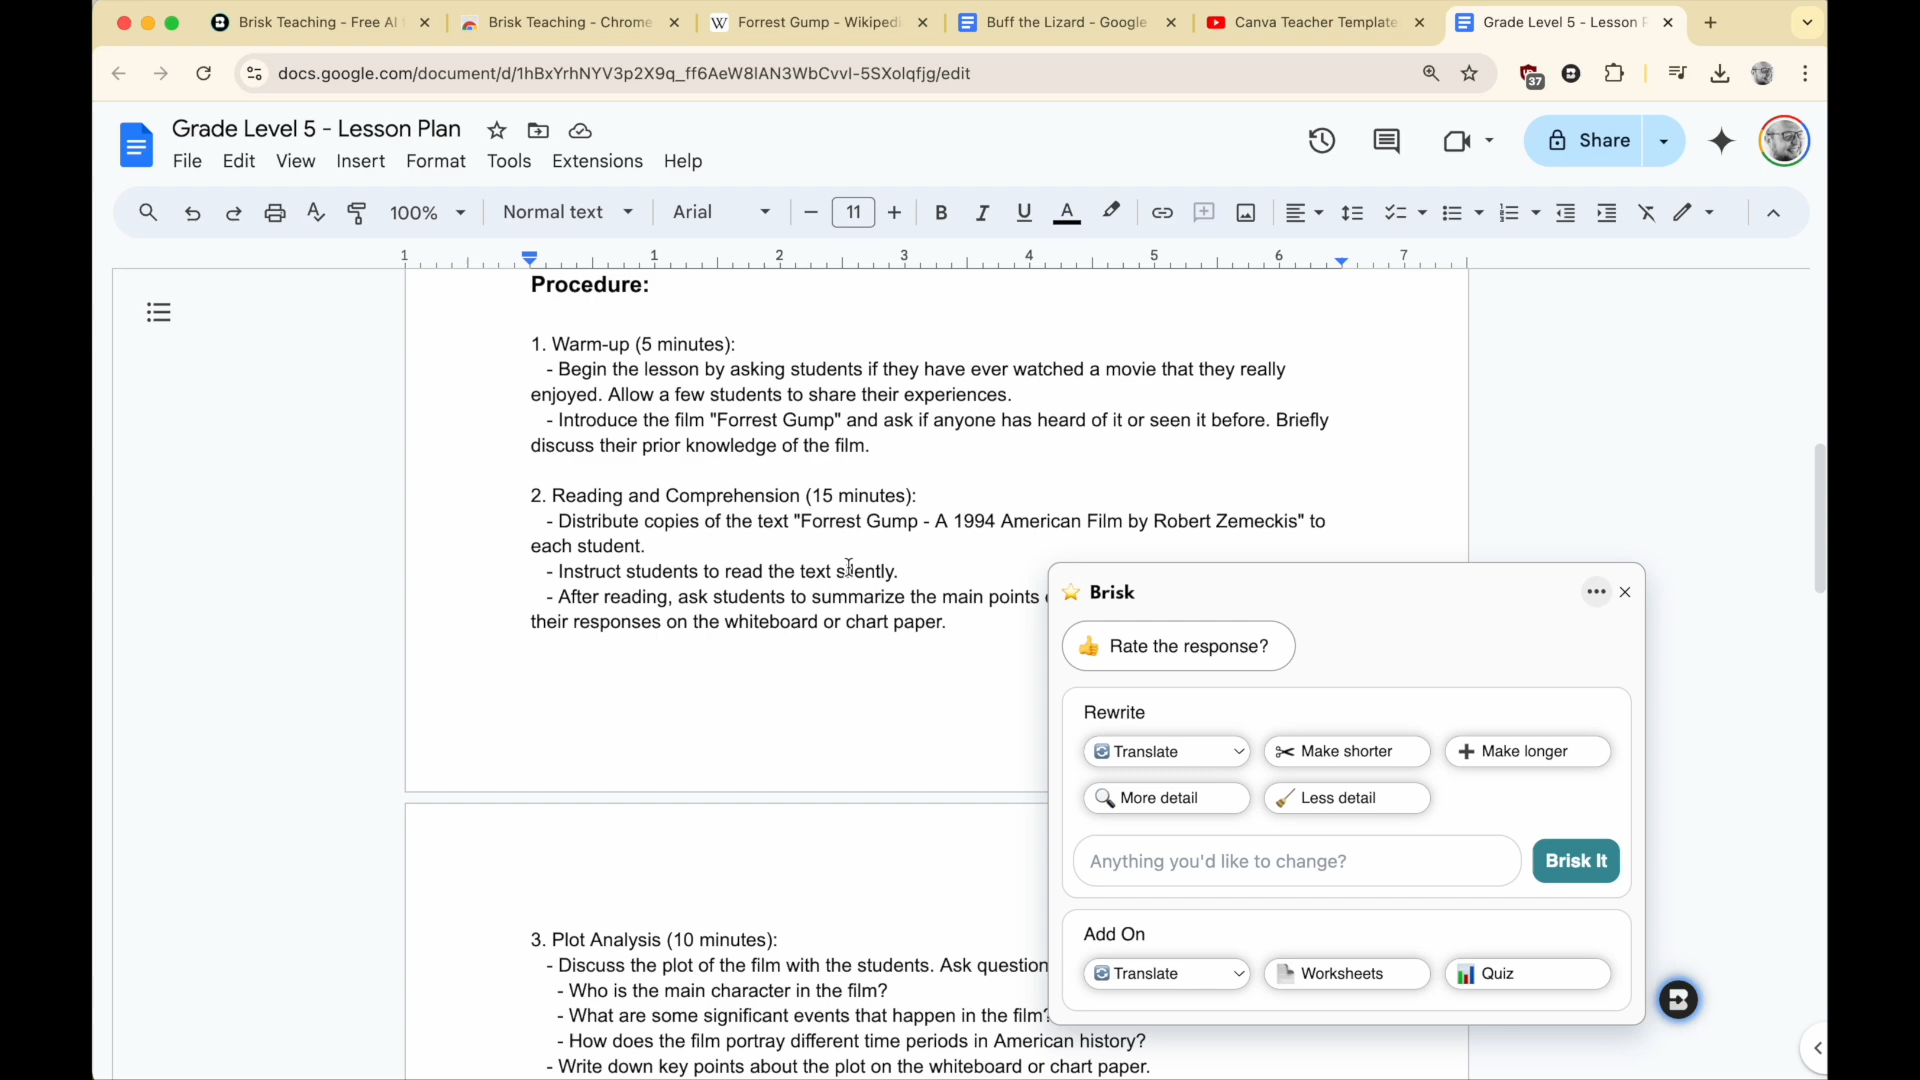 Brisk Teaching - Free AI
Brisk Teaching - Chrome
Forrest Gump - Wikipedi
Buff the Lizard - Google
Canva Teacher Template
Grade Level 5 - Lesson P
docs.google.com/document/d/1hBxYrhNYV3p2X9q_ff6AeW8lAN3WbCvvI-5SXolqfjg/edit
37
Grade Level 5 - Lesson Plan
File Edit View Insert Format Tools Extensions Help
Share
100% Normal text Arial 11
1 1 2 3 4 5 6 7
Procedure:
1. Warm-up (5 minutes):
- Begin the lesson by asking students if they have ever watched a movie that they really
enjoyed. Allow a few students to share their experiences.
- Introduce the film "Forrest Gump" and ask if anyone has heard of it or seen it before. Briefly
discuss their prior knowledge of the film.
2. Reading and Comprehension (15 minutes):
- Distribute copies of the text "Forrest Gump - A 1994 American Film by Robert Zemeckis" to
each student.
- Instruct students to read the text silently.
- After reading, ask students to summarize the main points
their responses on the whiteboard or chart paper.
3. Plot Analysis (10 minutes):
- Discuss the plot of the film with the students. Ask question
- Who is the main character in the film?
- What are some significant events that happen in the film?
- How does the film portray different time periods in American history?
- Write down key points about the plot on the whiteboard or chart paper.
Brisk
Rate the response?
Rewrite
Translate Make shorter Make longer
More detail Less detail
Anything you'd like to change? Brisk It
Add On
Translate Worksheets Quiz